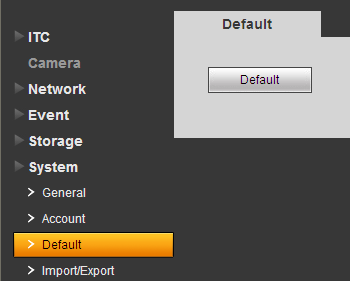 ITC
Camera
Network
Event
Storage
System
General
Account
Default
Import/Export
Default
Default